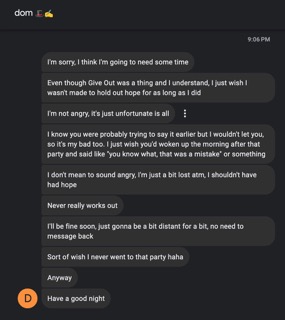 dom 🎩✍️
9:06 PM
I'm sorry, I think I'm going to need some time
Even though Give Out was a thing and I understand, I just wish I
wasn't made to hold out hope for as long as I did
I'm not angry, it's just unfortunate is all
I know you were probably trying to say it earlier but I wouldn't let you,
so it's my bad too. I just wish you'd woken up the morning after that
party and said like "you know what, that was a mistake" or something
I don't mean to sound angry, I'm just a bit lost atm, I shouldn't have
had hope
Never really works out
I'll be fine soon, just gonna be a bit distant for a bit, no need to
message back
Sort of wish I never went to that party haha
Anyway
D
Have a good night